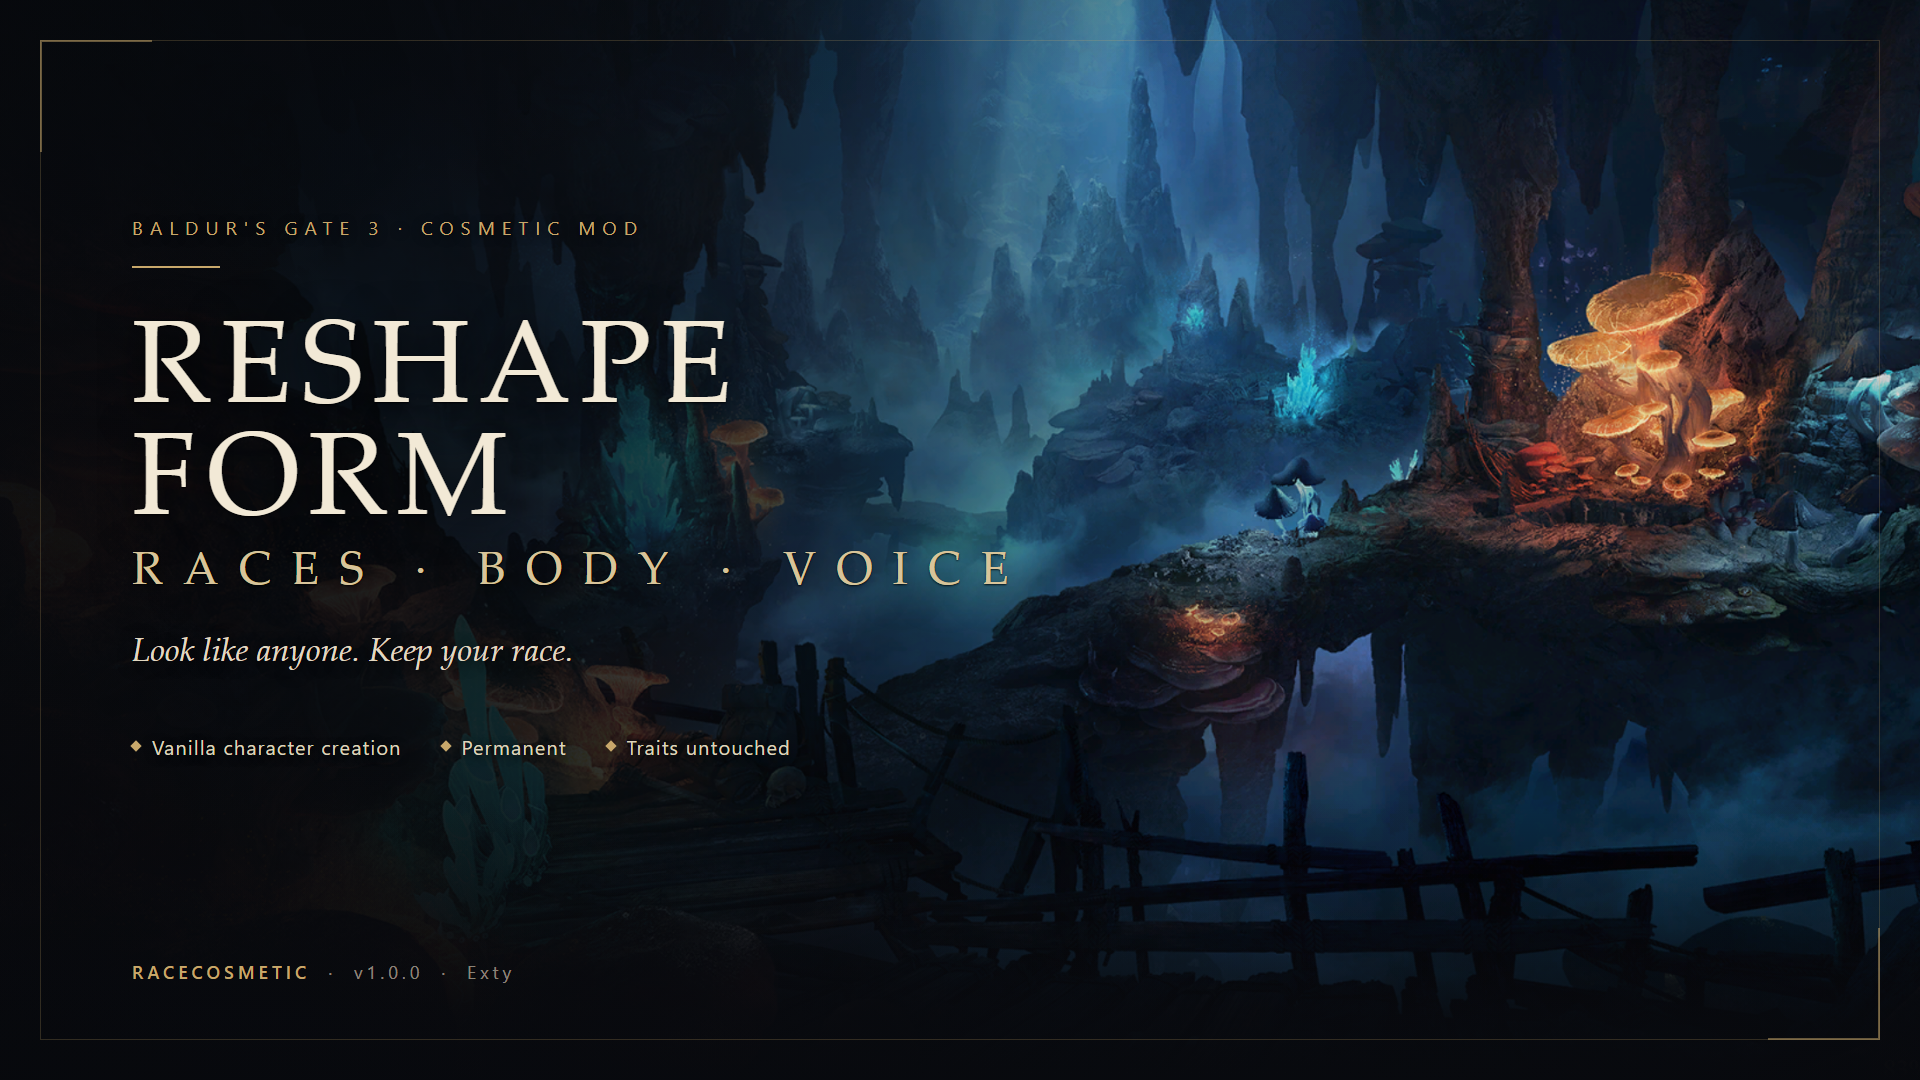 BALDUR'S GATE 3 · COSMETIC MOD
RESHAPE
FORM
RACES · BODY · VOICE
Look like anyone. Keep your race.
◆ Vanilla character creation ◆ Permanent ◆ Traits untouched
RACECOSMETIC · v1.0.0 · Exty